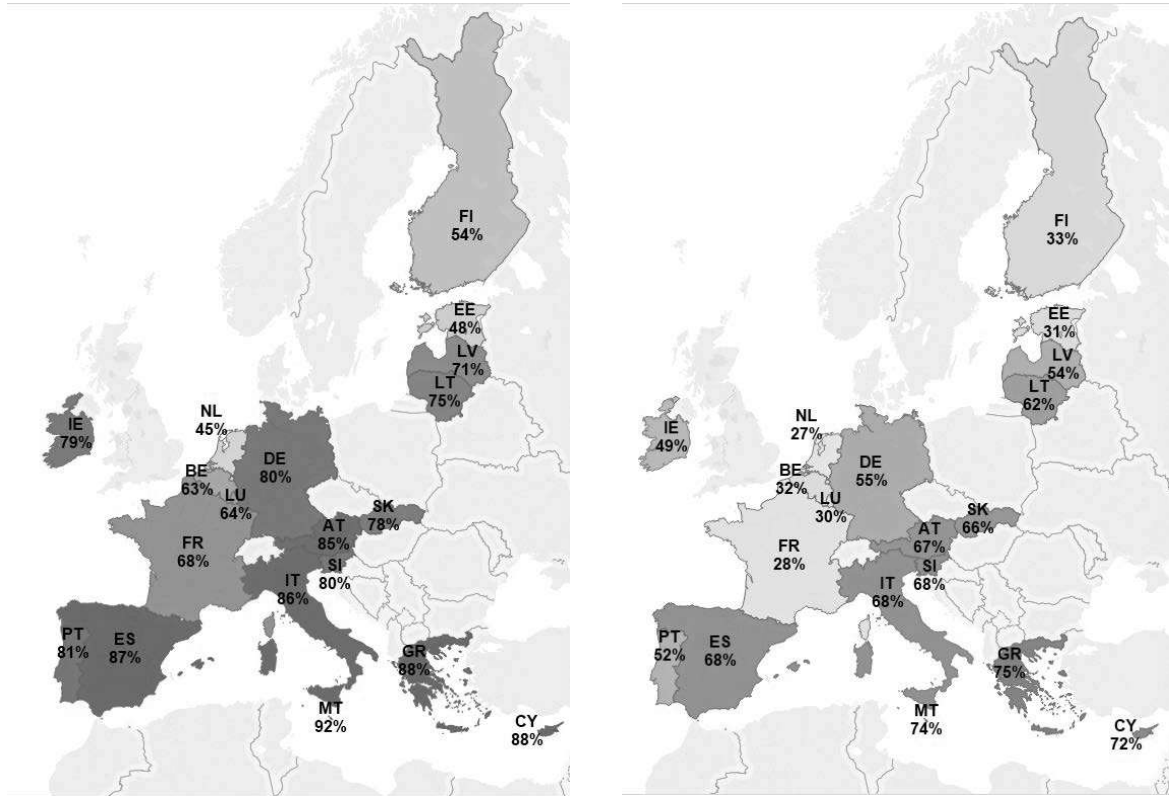 FI
54%
EE
48%
LV
71%
LT
75%
IE
79%
NL
45%
DE
80%
BE
63%
LU
64%
SK
78%
AT
85%
FR
68%
SI
80%
IT
86%
PT
81%
ES
87%
GR
88%
MT
92%
CY
88%
FI
33%
EE
31%
LV
54%
LT
62%
NL
27%
IE
49%
DE
55%
BE
32%
LU
30%
SK
66%
AT
67%
FR
28%
SI
68%
IT
68%
PT
52%
ES
68%
GR
75%
MT
74%
CY
72%